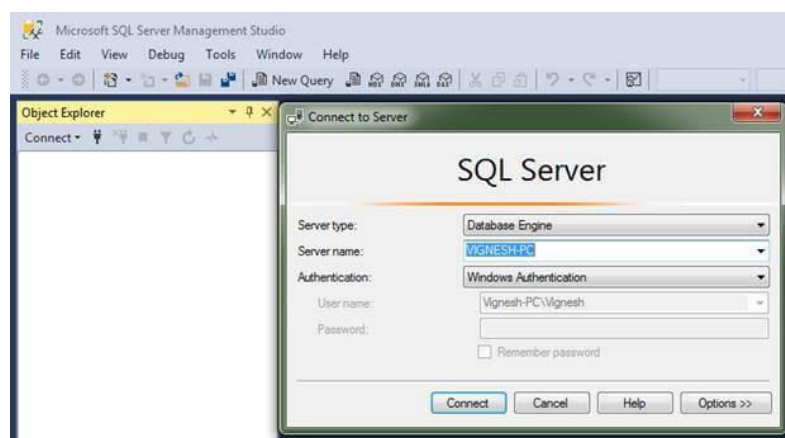 Microsoft SQL Server Management Studio
File Edit View Debug Tools Window Help
New Query
Object Explorer
Connect
Connect to Server
SQL Server
Server type: Database Engine
Server name: VIGNESH-PC
Authentication: Windows Authentication
User name: Vignesh-PC\Vignesh
Password:
Remember password
Connect Cancel Help Options >>